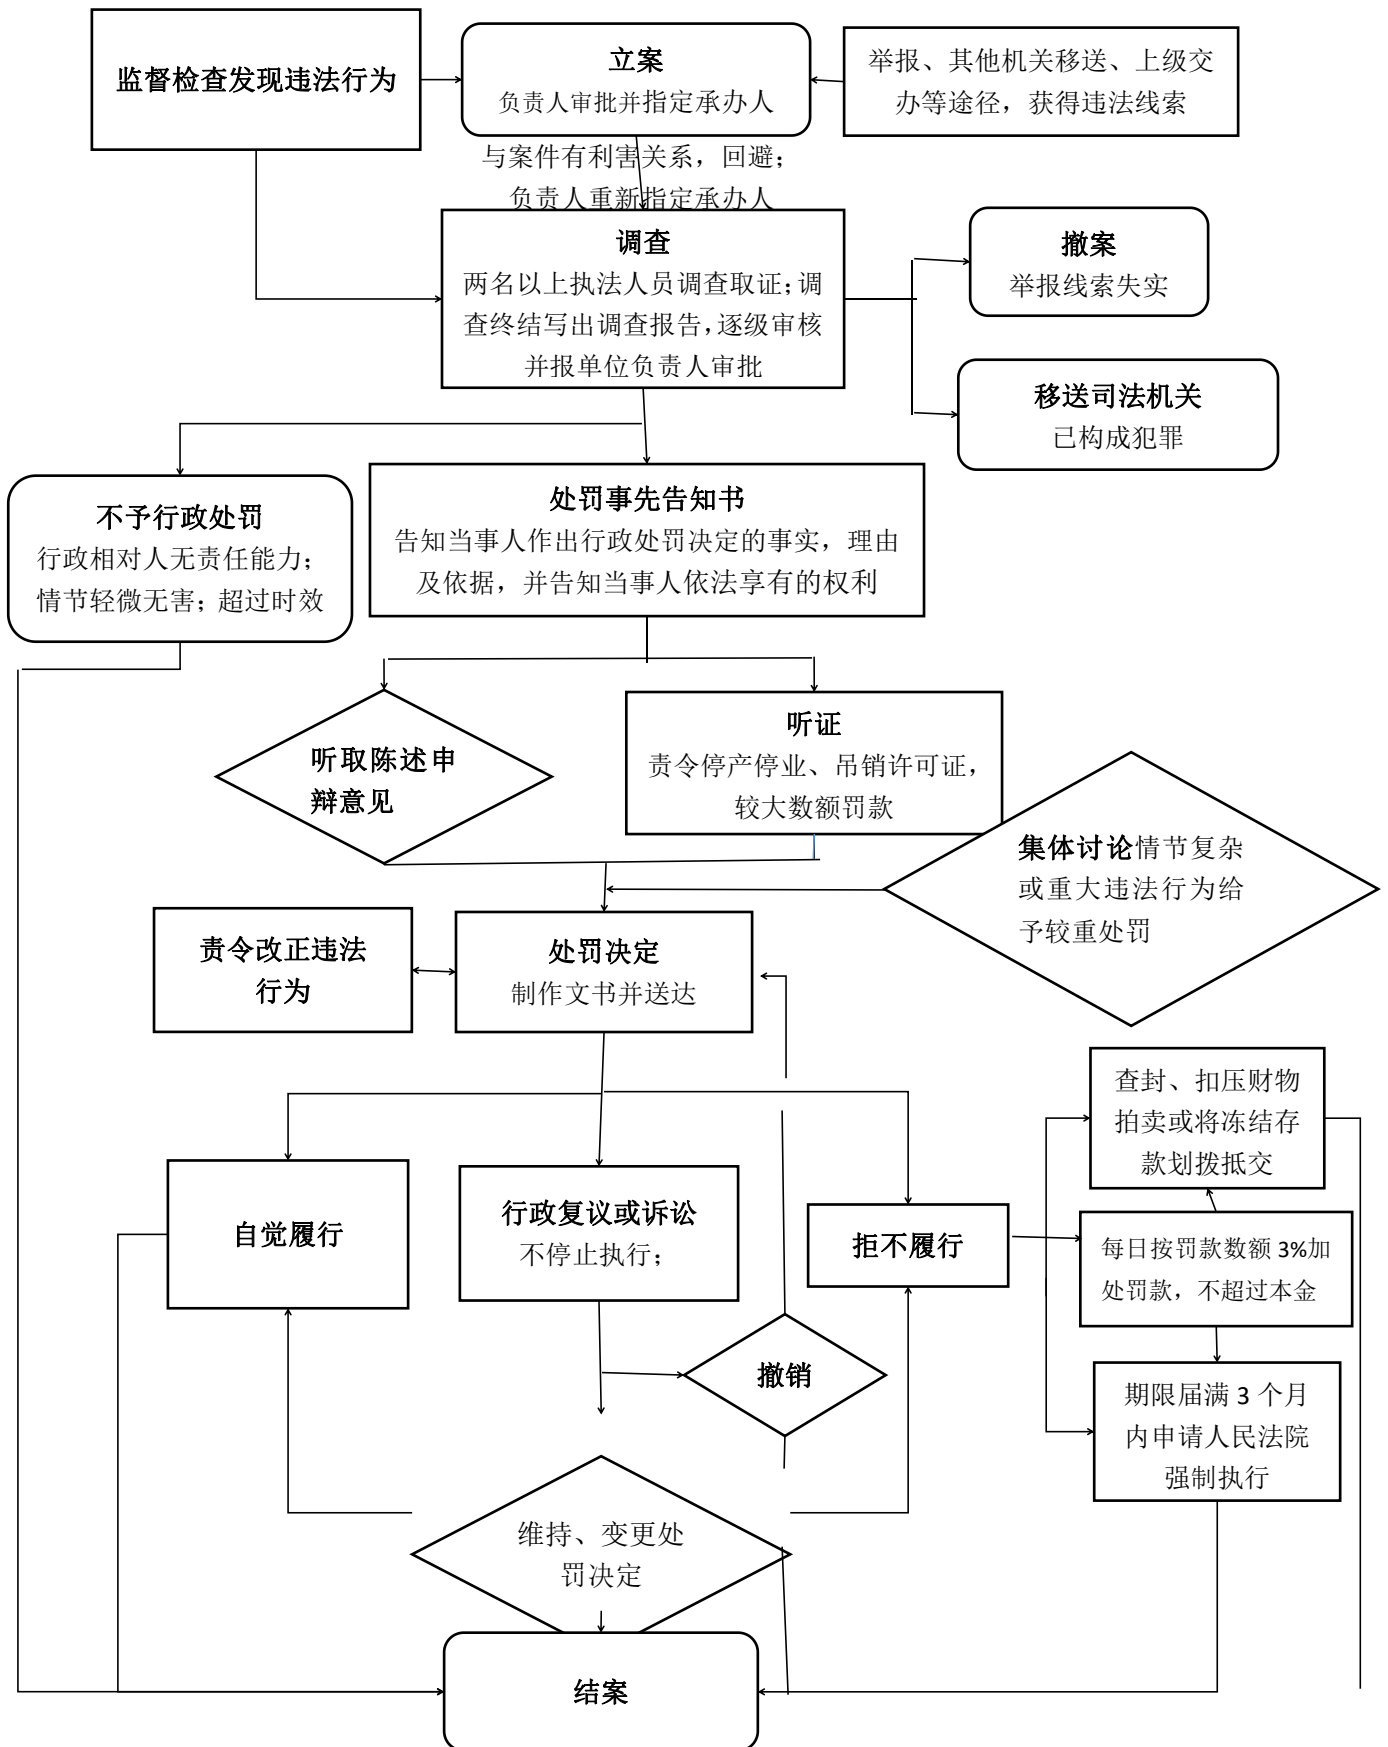 监督检查发现违法行为
立案
负责人审批并指定承办人
举报、其他机关移送、上级交
办等途径，获得违法线索
与案件有利害关系，回避；
负责人重新指定承办人
调查
两名以上执法人员调查取证；调
查终结写出调查报告，逐级审核
并报单位负责人审批
撤案
举报线索失实
移送司法机关
已构成犯罪
不予行政处罚
行政相对人无责任能力；
情节轻微无害；超过时效
处罚事先告知书
告知当事人作出行政处罚决定的事实，理由
及依据，并告知当事人依法享有的权利
听取陈述申
辩意见
听证
责令停产停业、吊销许可证，
较大数额罚款
集体讨论情节复杂
或重大违法行为给
予较重处罚
责令改正违法
行为
处罚决定
制作文书并送达
查封、扣压财物
拍卖或将冻结存
款划拨抵交
自觉履行
行政复议或诉讼
不停止执行；
拒不履行
每日按罚款数额 3%加
处罚款，不超过本金
撤销
期限届满 3 个月
内申请人民法院
强制执行
维持、变更处
罚决定
结案